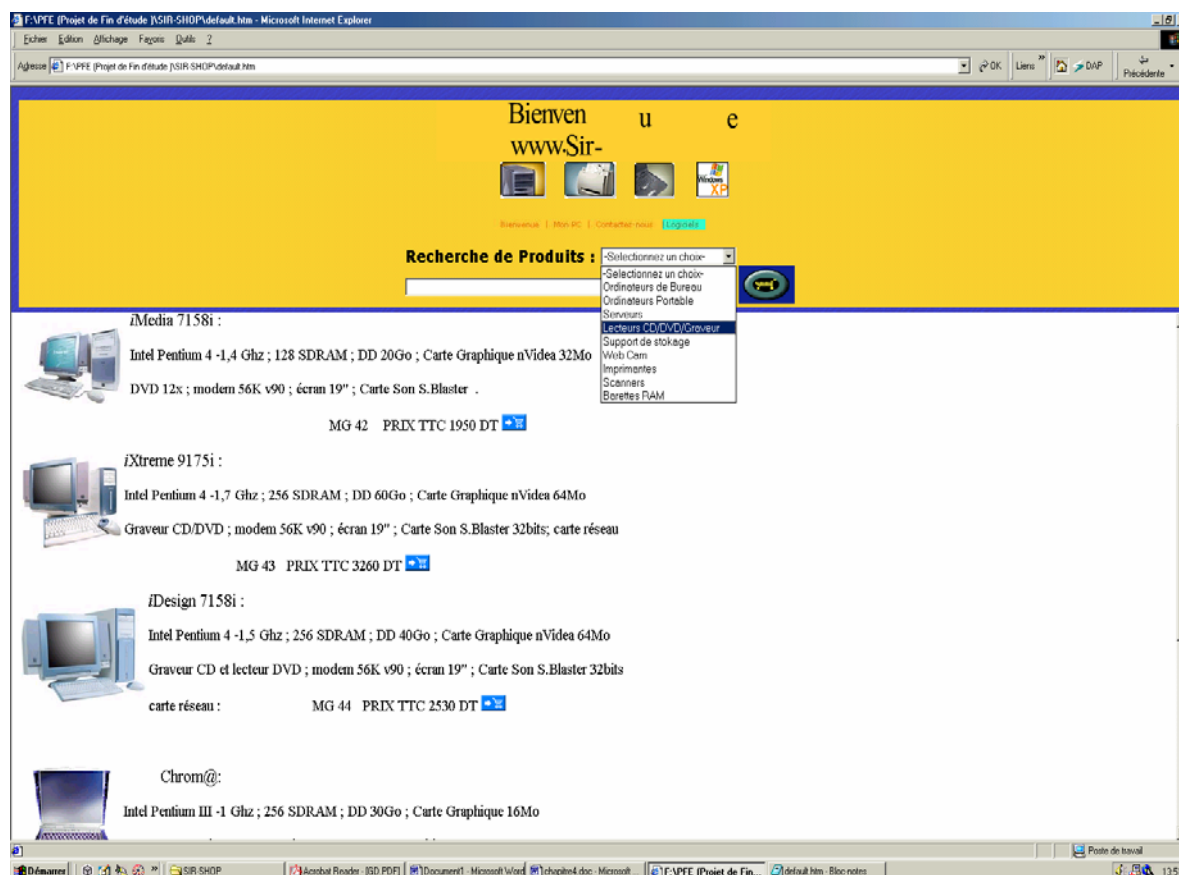 F:\PFE (Projet de Fin d'étude )\SIR-SHOP\default.htm - Microsoft Internet Explorer
Fichier Edition Affichage Favoris Outils ?
Adresse F:\PFE (Projet de Fin d'étude )\SIR-SHOP\default.htm OK Liens » DAP Précédente
Bienven u e
www.Sir-
Windows XP
Bienvenue | Mon PC | Contactez-nous |Logiciels
Recherche de Produits : -Selectionnez un choix-
-Selectionnez un choix-
Ordinateurs de Bureau
Ordinateurs Portable
Serveurs
Lecteurs CD/DVD/Graveur
Support de stokage
Web Cam
Imprimantes
Scanners
Barettes RAM
iMedia 7158i :
Intel Pentium 4 -1,4 Ghz ; 128 SDRAM ; DD 20Go ; Carte Graphique nVidea 32Mo
DVD 12x ; modem 56K v90 ; écran 19" ; Carte Son S.Blaster .
MG 42 PRIX TTC 1950 DT
iXtreme 9175i :
Intel Pentium 4 -1,7 Ghz ; 256 SDRAM ; DD 60Go ; Carte Graphique nVidea 64Mo
Graveur CD/DVD ; modem 56K v90 ; écran 19" ; Carte Son S.Blaster 32bits; carte réseau
MG 43 PRIX TTC 3260 DT
iDesign 7158i :
Intel Pentium 4 -1,5 Ghz ; 256 SDRAM ; DD 40Go ; Carte Graphique nVidea 64Mo
Graveur CD et lecteur DVD ; modem 56K v90 ; écran 19" ; Carte Son S.Blaster 32bits
carte réseau : MG 44 PRIX TTC 2530 DT
Chrom@:
Intel Pentium III -1 Ghz ; 256 SDRAM ; DD 30Go ; Carte Graphique 16Mo
Poste de travail
Démarrer » SIR-SHOP Acrobat Reader - [GD.PDF] Document1 - Microsoft Word chapitre4.doc - Microsoft ... F:\PFE (Projet de Fin... default.htm - Bloc-notes